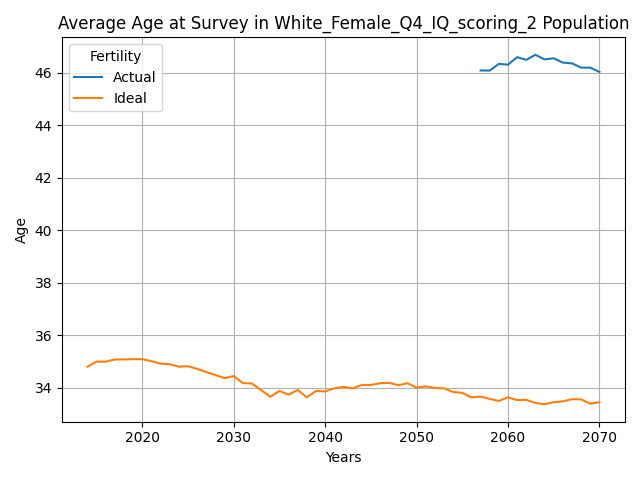 Average Age at Survey in White_Female_Q4_IQ_scoring_2 Population
Fertility
Actual
Ideal
Age
46
44
42
40
38
36
34
2020
2030
2040
2050
2060
2070
Years